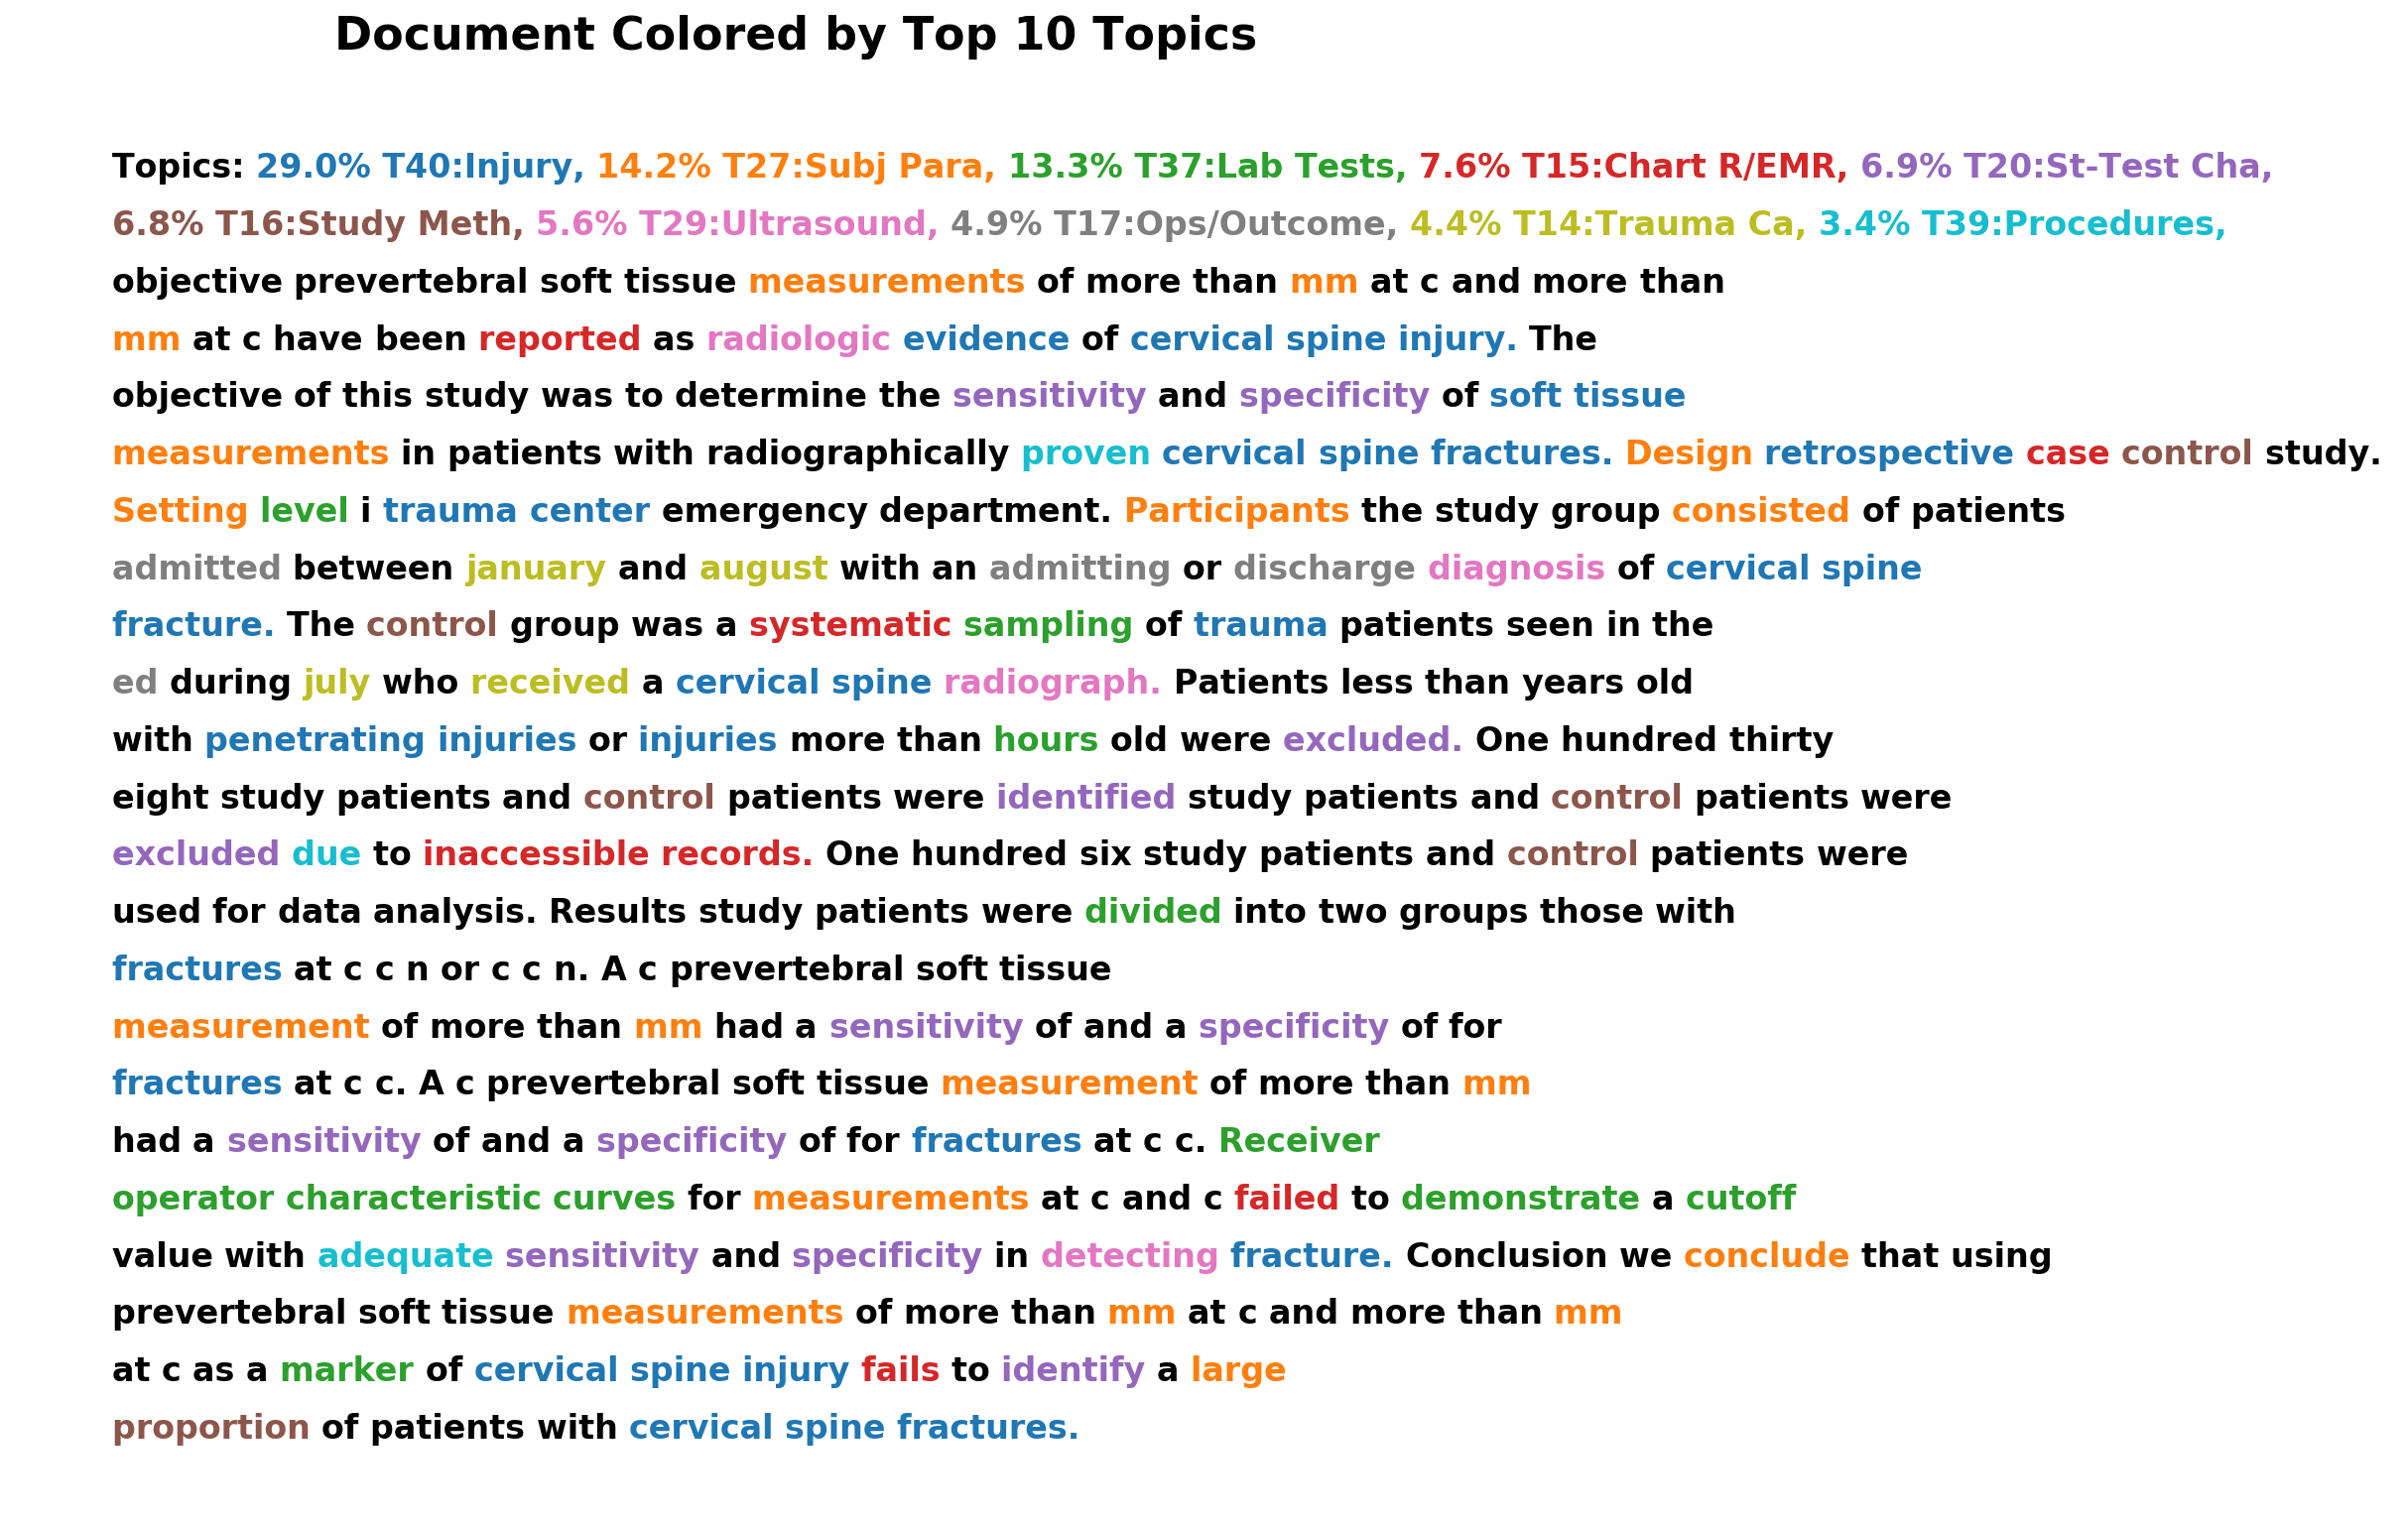 Document Colored by Top 10 Topics
Topics: 29.0% T40:Injury, 14.2% T27:Subj Para, 13.3% T37:Lab Tests, 7.6% T15:Chart R/EMR, 6.9% T20:St-Test Cha,
6.8% T16:Study Meth, 5.6% T29:Ultrasound, 4.9% T17:Ops/Outcome, 4.4% T14:Trauma Ca, 3.4% T39:Procedures,
objective prevertebral soft tissue measurements of more than mm at c and more than
mm at c have been reported as radiologic evidence of cervical spine injury. The
objective of this study was to determine the sensitivity and specificity of soft tissue
measurements in patients with radiographically proven cervical spine fractures. Design retrospective case control study.
Setting level i trauma center emergency department. Participants the study group consisted of patients
admitted between january and august with an admitting or discharge diagnosis of cervical spine
fracture. The control group was a systematic sampling of trauma patients seen in the
ed during july who received a cervical spine radiograph. Patients less than years old
with penetrating injuries or injuries more than hours old were excluded. One hundred thirty
eight study patients and control patients were identified study patients and control patients were
excluded due to inaccessible records. One hundred six study patients and control patients were
used for data analysis. Results study patients were divided into two groups those with
fractures at c c n or c c n. A c prevertebral soft tissue
measurement of more than mm had a sensitivity of and a specificity of for
fractures at c c. A c prevertebral soft tissue measurement of more than mm
had a sensitivity of and a specificity of for fractures at c c. Receiver
operator characteristic curves for measurements at c and c failed to demonstrate a cutoff
value with adequate sensitivity and specificity in detecting fracture. Conclusion we conclude that using
prevertebral soft tissue measurements of more than mm at c and more than mm
at c as a marker of cervical spine injury fails to identify a large
proportion of patients with cervical spine fractures.